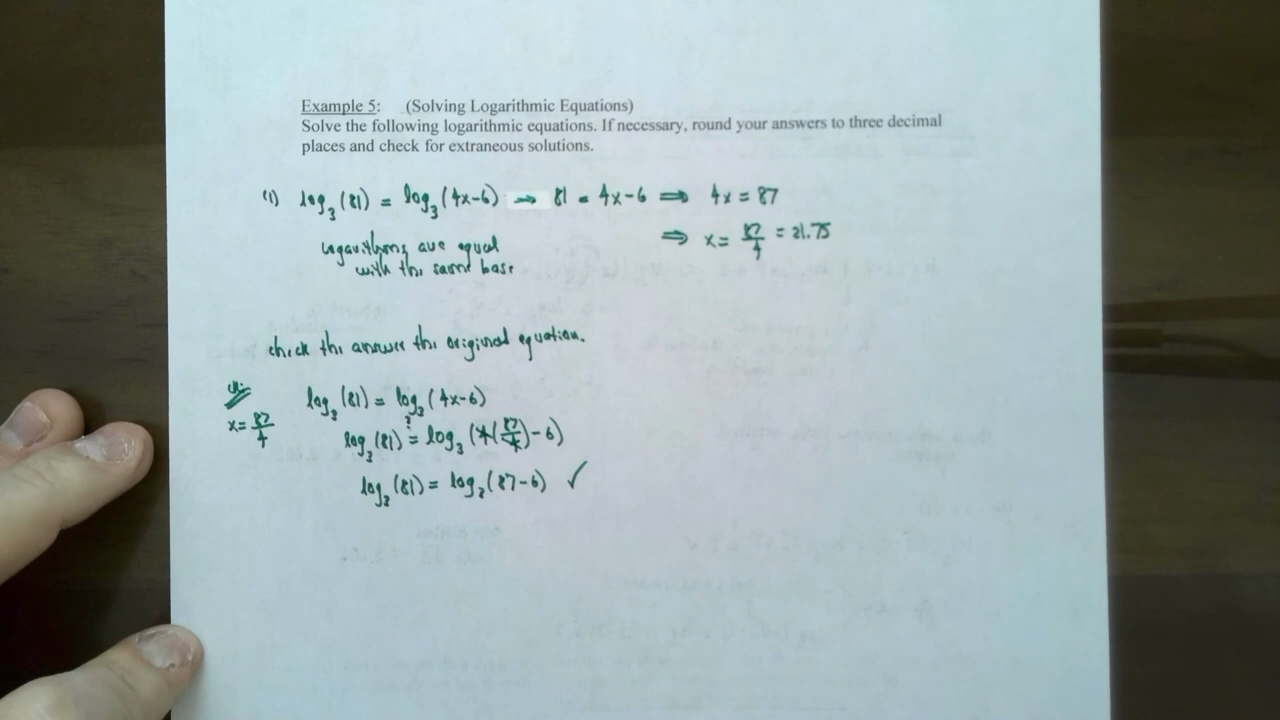 Example 5: (Solving Logarithmic Equations)
Solve the following logarithmic equations. If necessary, round your answers to three decimal
places and check for extraneous solutions.
(1) log₃(81) = log₃(4x-6) ⇒ 81 = 4x-6 ⇒ 4x = 87
⇒ x = 87/4 = 21.75
Logarithms are equal
with the same base
check the answer the original equation.
ck:
log₃(81) = log₃(4x-6)
x = 87/4
log₃(81) ≟ log₃(4(87/4)-6)
log₃(81) = log₃(87-6) ✓